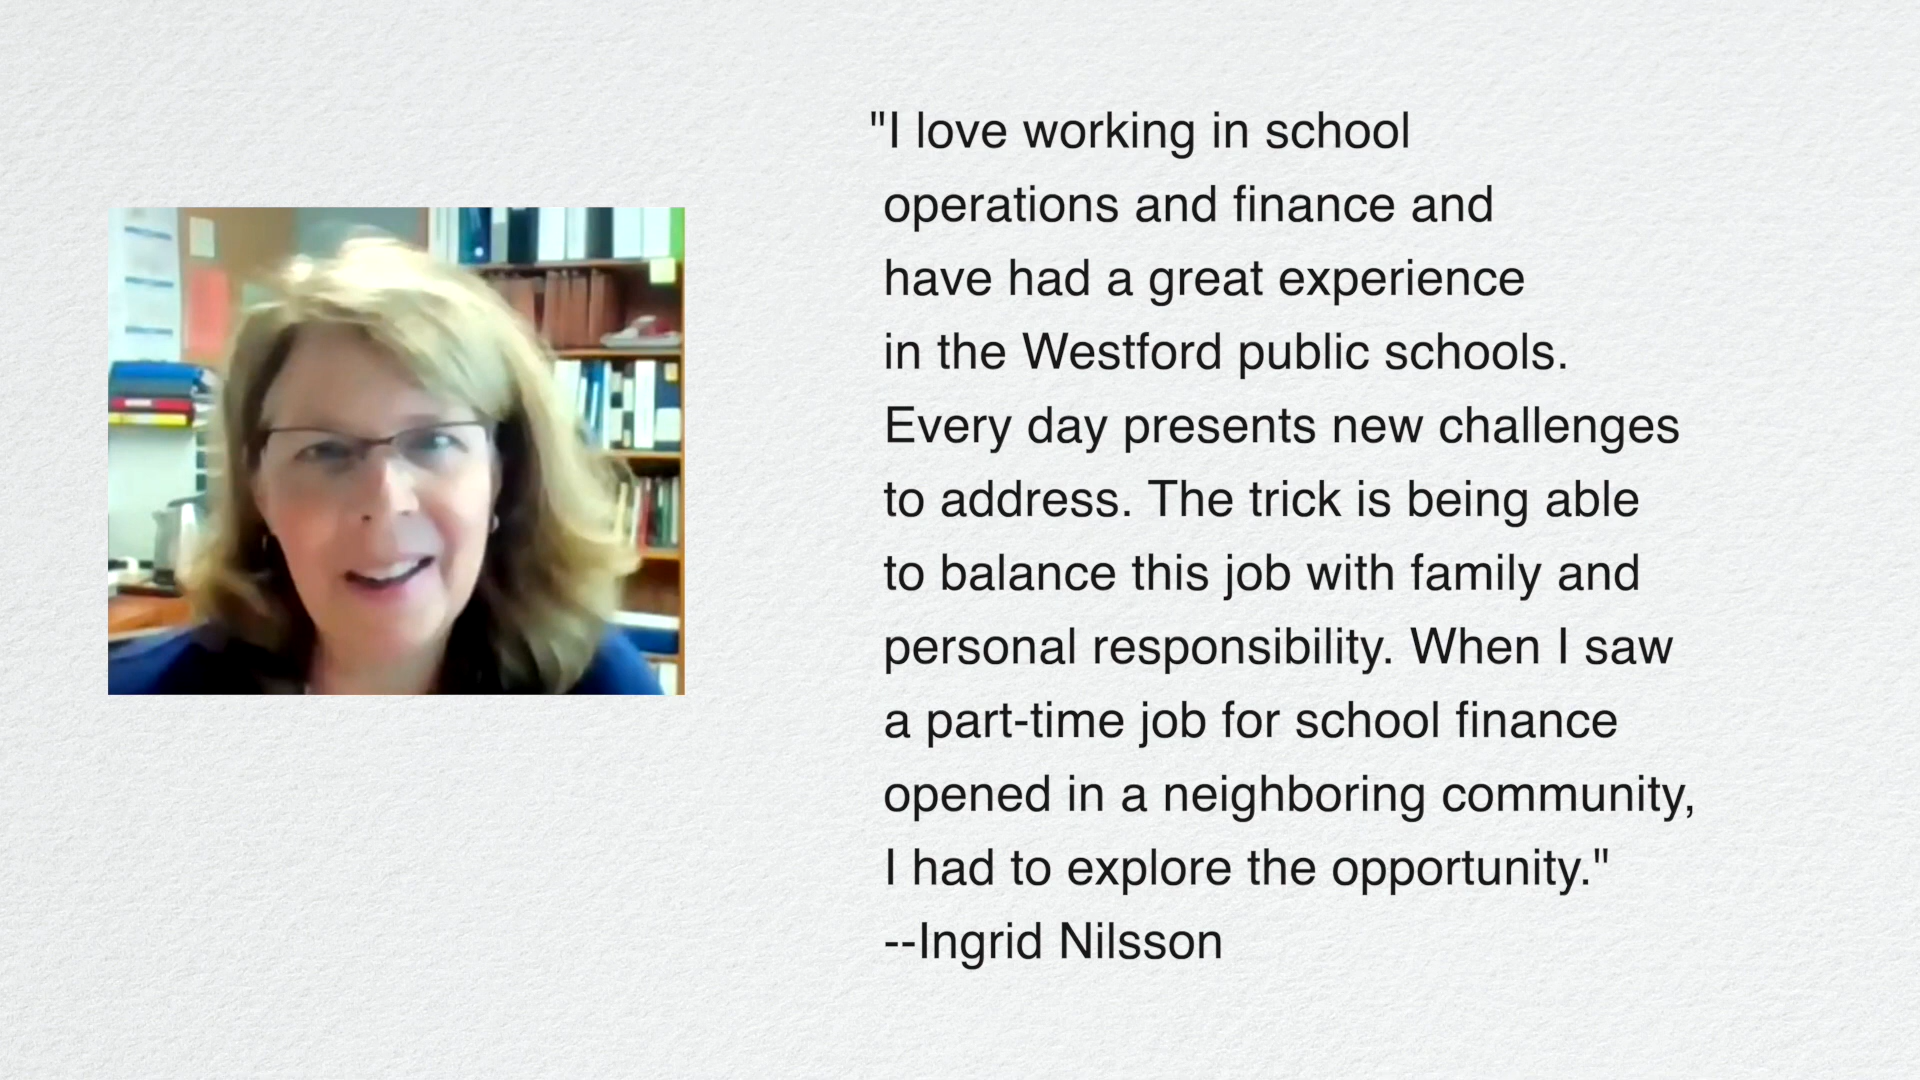 "I love working in school
operations and finance and
have had a great experience
in the Westford public schools.
Every day presents new challenges
to address. The trick is being able
to balance this job with family and
personal responsibility. When I saw
a part-time job for school finance
opened in a neighboring community,
I had to explore the opportunity."
--Ingrid Nilsson